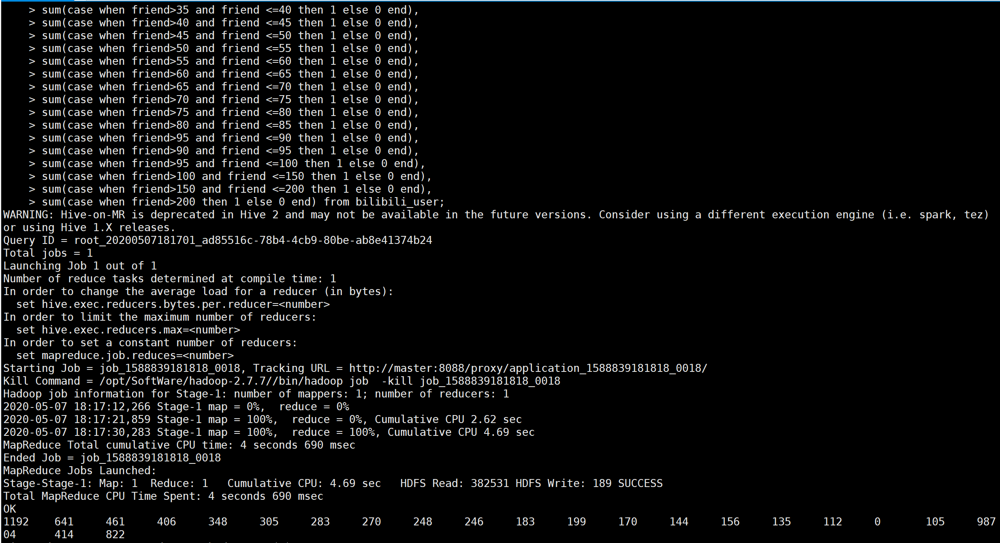 > sum(case when friend>35 and friend <=40 then 1 else 0 end),
> sum(case when friend>40 and friend <=45 then 1 else 0 end),
> sum(case when friend>45 and friend <=50 then 1 else 0 end),
> sum(case when friend>50 and friend <=55 then 1 else 0 end),
> sum(case when friend>55 and friend <=60 then 1 else 0 end),
> sum(case when friend>60 and friend <=65 then 1 else 0 end),
> sum(case when friend>65 and friend <=70 then 1 else 0 end),
> sum(case when friend>70 and friend <=75 then 1 else 0 end),
> sum(case when friend>75 and friend <=80 then 1 else 0 end),
> sum(case when friend>80 and friend <=85 then 1 else 0 end),
> sum(case when friend>95 and friend <=90 then 1 else 0 end),
> sum(case when friend>90 and friend <=95 then 1 else 0 end),
> sum(case when friend>95 and friend <=100 then 1 else 0 end),
> sum(case when friend>100 and friend <=150 then 1 else 0 end),
> sum(case when friend>150 and friend <=200 then 1 else 0 end),
> sum(case when friend>200 then 1 else 0 end) from bilibili_user;
WARNING: Hive-on-MR is deprecated in Hive 2 and may not be available in the future versions. Consider using a different execution engine (i.e. spark, tez)
or using Hive 1.X releases.
Query ID = root_20200507181701_ad85516c-78b4-4cb9-80be-ab8e41374b24
Total jobs = 1
Launching Job 1 out of 1
Number of reduce tasks determined at compile time: 1
In order to change the average load for a reducer (in bytes):
  set hive.exec.reducers.bytes.per.reducer=<number>
In order to limit the maximum number of reducers:
  set hive.exec.reducers.max=<number>
In order to set a constant number of reducers:
  set mapreduce.job.reduces=<number>
Starting Job = job_1588839181818_0018, Tracking URL = http://master:8088/proxy/application_1588839181818_0018/
Kill Command = /opt/SoftWare/hadoop-2.7.7//bin/hadoop job  -kill job_1588839181818_0018
Hadoop job information for Stage-1: number of mappers: 1; number of reducers: 1
2020-05-07 18:17:12,266 Stage-1 map = 0%,  reduce = 0%
2020-05-07 18:17:21,859 Stage-1 map = 100%,  reduce = 0%, Cumulative CPU 2.62 sec
2020-05-07 18:17:30,283 Stage-1 map = 100%,  reduce = 100%, Cumulative CPU 4.69 sec
MapReduce Total cumulative CPU time: 4 seconds 690 msec
Ended Job = job_1588839181818_0018
MapReduce Jobs Launched:
Stage-Stage-1: Map: 1  Reduce: 1   Cumulative CPU: 4.69 sec   HDFS Read: 382531 HDFS Write: 189 SUCCESS
Total MapReduce CPU Time Spent: 4 seconds 690 msec
OK
1192    641     461     406     348     305     283     270     248     246     183     199     170     144     156     135     112     0       105     987
04      414     822